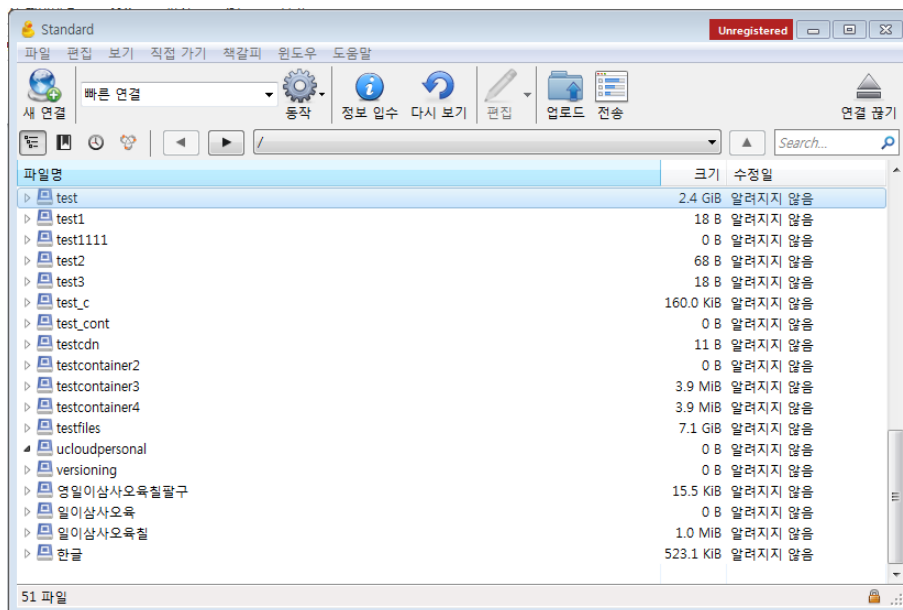 Standard Unregistered
파일 편집 보기 직접 가기 책갈피 윈도우 도움말
빠른 연결
새 연결 동작 정보 입수 다시 보기 편집 업로드 전송 연결 끊기
/ Search...
파일명 크기 수정일
test 2.4 GiB 알려지지 않음
test1 18 B 알려지지 않음
test1111 0 B 알려지지 않음
test2 68 B 알려지지 않음
test3 18 B 알려지지 않음
test_c 160.0 KiB 알려지지 않음
test_cont 0 B 알려지지 않음
testcdn 11 B 알려지지 않음
testcontainer2 0 B 알려지지 않음
testcontainer3 3.9 MiB 알려지지 않음
testcontainer4 3.9 MiB 알려지지 않음
testfiles 7.1 GiB 알려지지 않음
ucloudpersonal 0 B 알려지지 않음
versioning 0 B 알려지지 않음
영일이삼사오육칠팔구 15.5 KiB 알려지지 않음
일이삼사오육 0 B 알려지지 않음
일이삼사오육칠 1.0 MiB 알려지지 않음
한글 523.1 KiB 알려지지 않음
51 파일